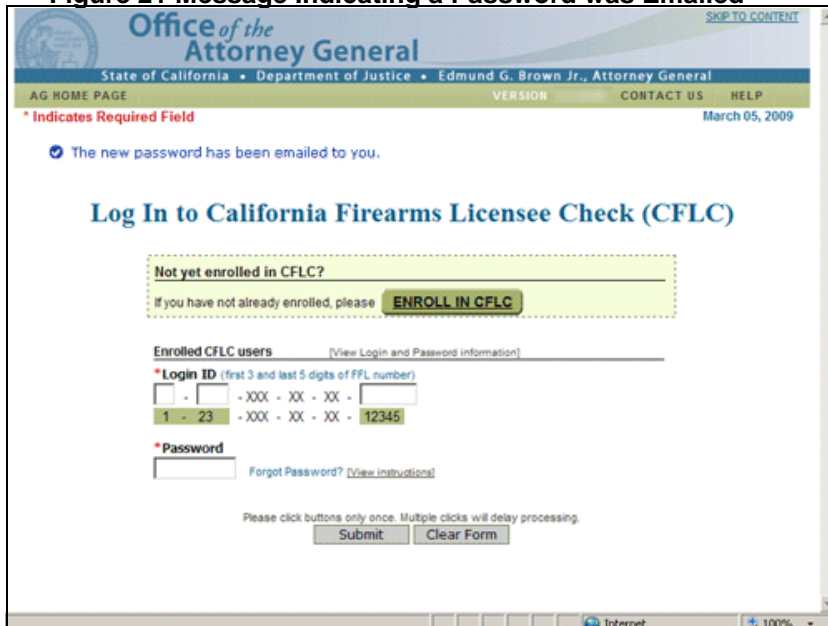 Figure 21 Message Indicating a Password was Emailed
SKIP TO CONTENT
Office of the
Attorney General
State of California • Department of Justice • Edmund G. Brown Jr., Attorney General
AG HOME PAGE VERSION CONTACT US HELP
* Indicates Required Field March 05, 2009
The new password has been emailed to you.
Log In to California Firearms Licensee Check (CFLC)
Not yet enrolled in CFLC?
If you have not already enrolled, please ENROLL IN CFLC
Enrolled CFLC users [View Login and Password information]
*Login ID (first 3 and last 5 digits of FFL number)
- - XXX - XX - XX -
1 - 23 - XXX - XX - XX - 12345
*Password
Forgot Password? [View instructions]
Please click buttons only once. Multiple clicks will delay processing.
Submit Clear Form
Internet 100%